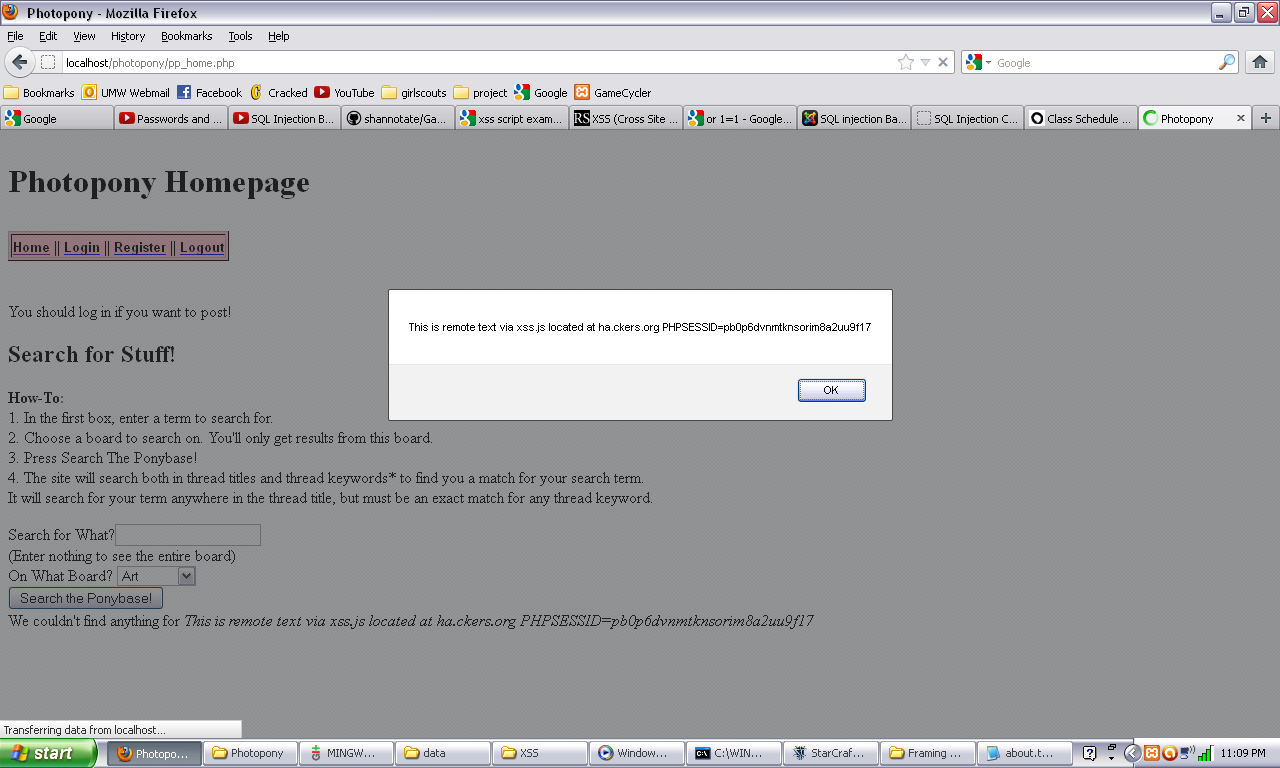 Photopony - Mozilla Firefox
File Edit View History Bookmarks Tools Help
localhost/photopony/pp_home.php
Google
Bookmarks UMW Webmail Facebook Cracked YouTube girlscouts project Google GameCycler
Google Passwords and ... SQL Injection B... shannotate/Ga... xss script exam... RS XSS (Cross Site ... or 1=1 - Google... SQL injection Ba... SQL Injection C... Class Schedule ... Photopony
Photopony Homepage
Home || Login || Register || Logout
You should log in if you want to post!
This is remote text via xss.js located at ha.ckers.org PHPSESSID=pb0p6dvnmtknsorim8a2uu9f17
OK
Search for Stuff!
How-To:
1. In the first box, enter a term to search for.
2. Choose a board to search on. You'll only get results from this board.
3. Press Search The Ponybase!
4. The site will search both in thread titles and thread keywords* to find you a match for your search term.
It will search for your term anywhere in the thread title, but must be an exact match for any thread keyword.
Search for What?
(Enter nothing to see the entire board)
On What Board? Art
Search the Ponybase!
We couldn't find anything for This is remote text via xss.js located at ha.ckers.org PHPSESSID=pb0p6dvnmtknsorim8a2uu9f17
Transferring data from localhost...
start Photopo... Photopony MINGW... data XSS Window... C:\WIN... StarCraf... Framing ... about.t... 11:09 PM